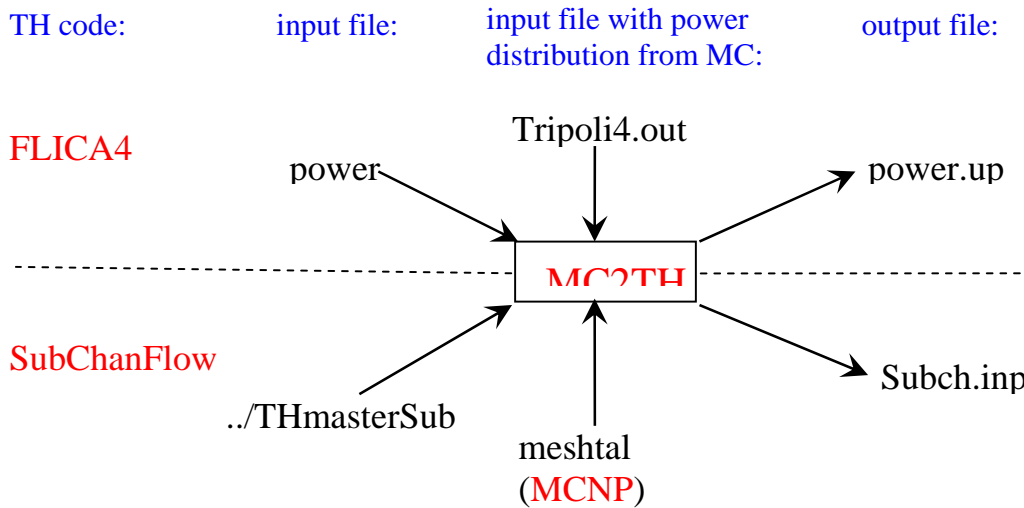 TH code:
input file:
input file with power
distribution from MC:
output file:
FLICA4
power
Tripoli4.out
power.up
MC2TH
SubChanFlow
../THmasterSub
meshtal
(MCNP)
Subch.inp